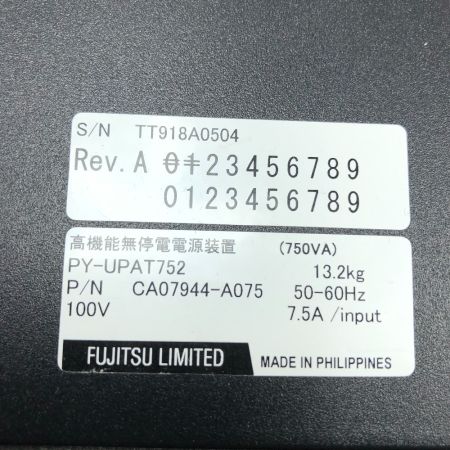 S/N TT918A0504
Rev. A 0123456789
0123456789
高機能無停電電源装置 (750VA)
PY-UPAT752 13.2kg
P/N CA07944-A075 50-60Hz
100V 7.5A /input
FUJITSU LIMITED MADE IN PHILIPPINES